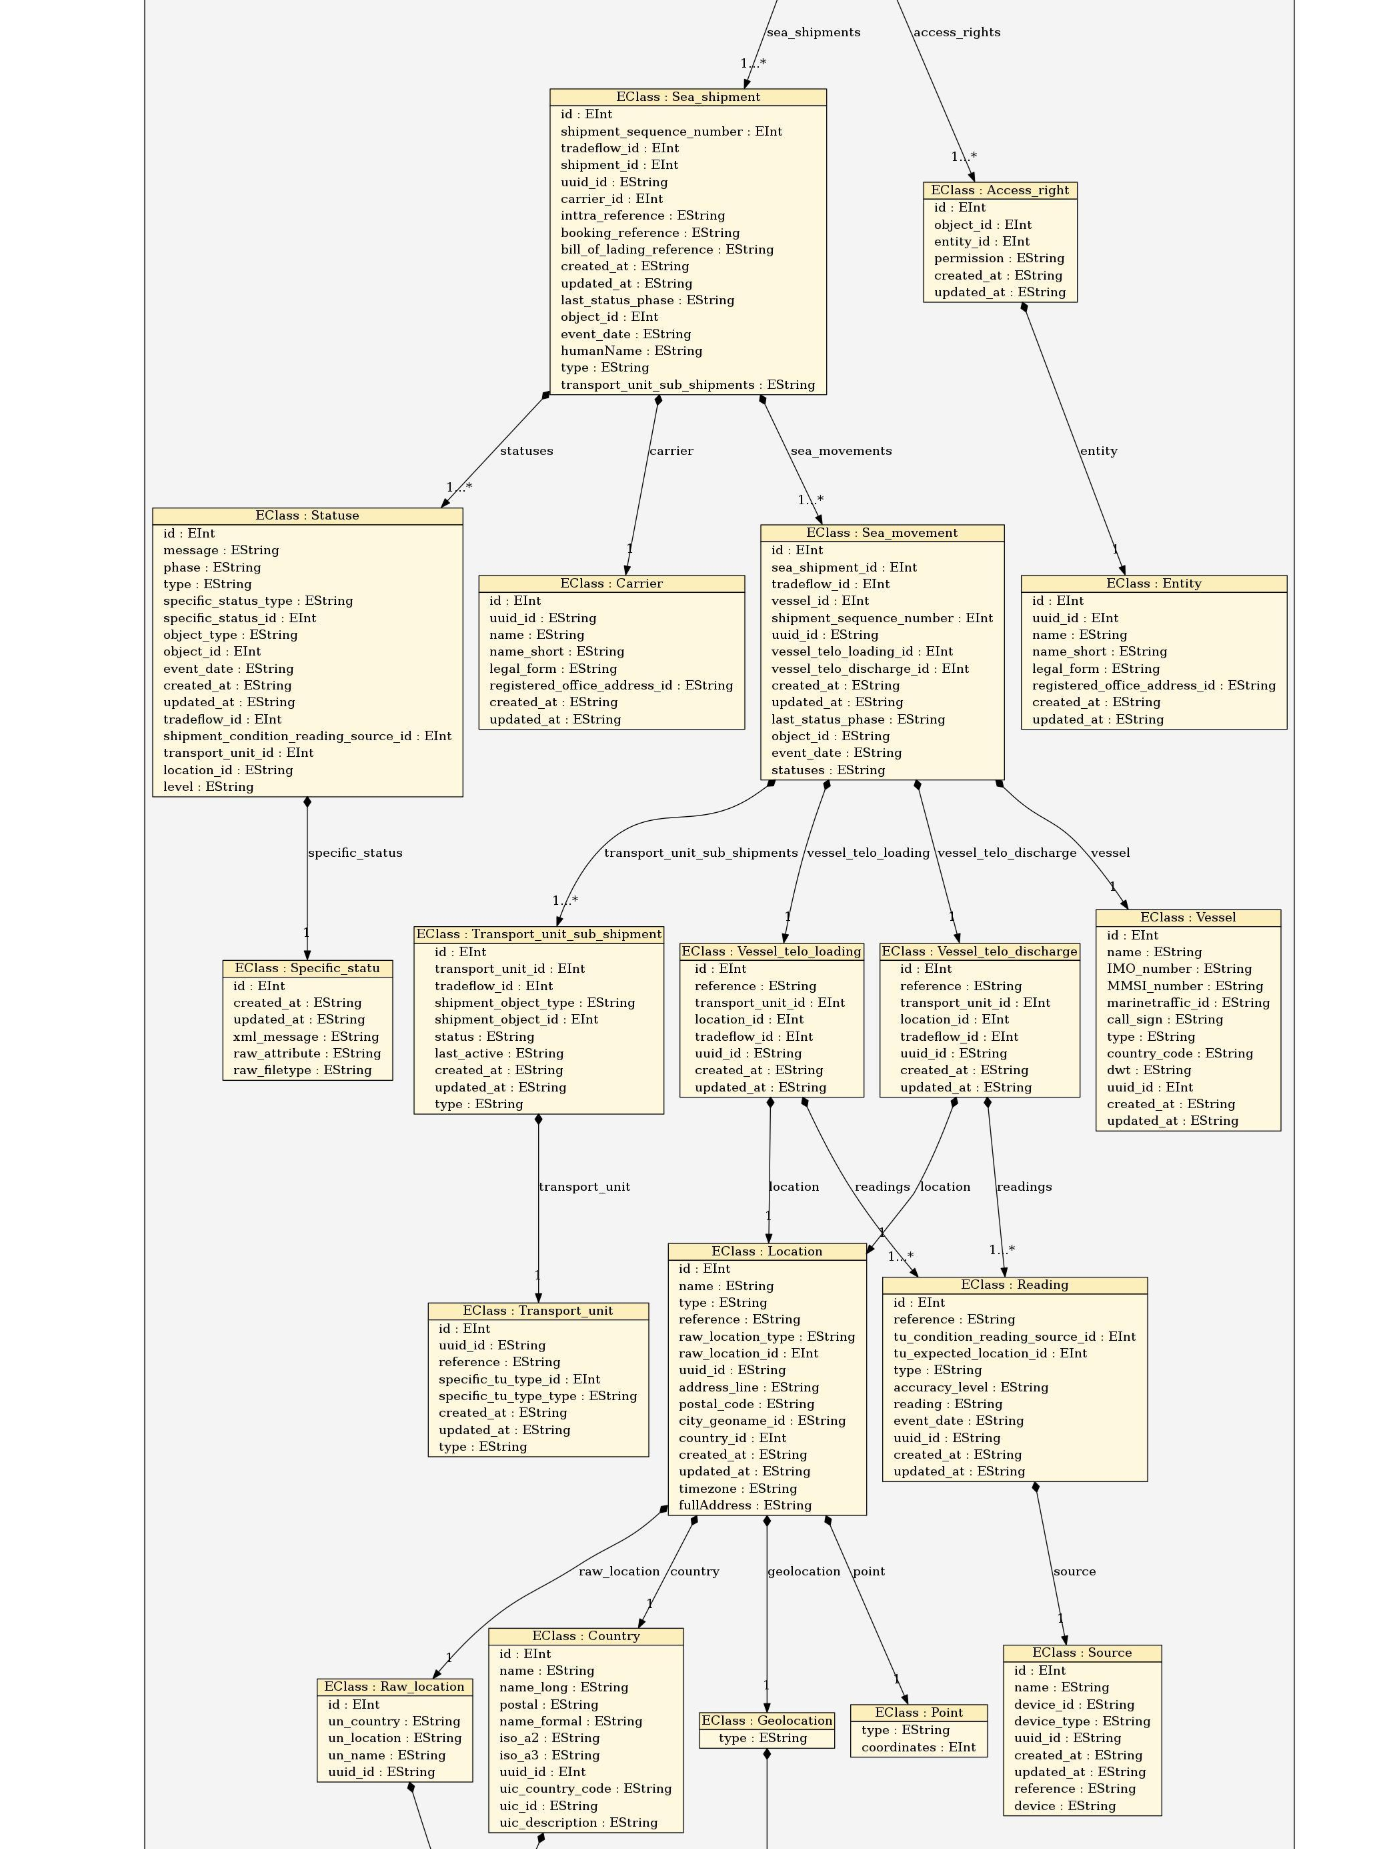 sea_shipments
access_rights
1...*
1...*
EClass : Sea_shipment
id : EInt
shipment_sequence_number : EInt
tradeflow_id : EInt
shipment_id : EInt
uuid_id : EString
carrier_id : EInt
inttra_reference : EString
booking_reference : EString
bill_of_lading_reference : EString
created_at : EString
updated_at : EString
last_status_phase : EString
object_id : EInt
event_date : EString
humanName : EString
type : EString
transport_unit_sub_shipments : EString
EClass : Access_right
id : EInt
object_id : EInt
entity_id : EInt
permission : EString
created_at : EString
updated_at : EString
statuses
carrier
sea_movements
entity
1...*
1
1...*
1
EClass : Statuse
id : EInt
message : EString
phase : EString
type : EString
specific_status_type : EString
specific_status_id : EInt
object_type : EString
object_id : EInt
event_date : EString
created_at : EString
updated_at : EString
tradeflow_id : EInt
shipment_condition_reading_source_id : EInt
transport_unit_id : EInt
location_id : EString
level : EString
EClass : Carrier
id : EInt
uuid_id : EString
name : EString
name_short : EString
legal_form : EString
registered_office_address_id : EString
created_at : EString
updated_at : EString
EClass : Sea_movement
id : EInt
sea_shipment_id : EInt
tradeflow_id : EInt
vessel_id : EInt
shipment_sequence_number : EInt
uuid_id : EString
vessel_telo_loading_id : EInt
vessel_telo_discharge_id : EInt
created_at : EString
updated_at : EString
last_status_phase : EString
object_id : EString
event_date : EString
statuses : EString
EClass : Entity
id : EInt
uuid_id : EInt
name : EString
name_short : EString
legal_form : EString
registered_office_address_id : EString
created_at : EString
updated_at : EString
specific_status
transport_unit_sub_shipments
vessel_telo_loading
vessel_telo_discharge
vessel
1
1...*
1
1
1
EClass : Specific_statu
id : EInt
created_at : EString
updated_at : EString
xml_message : EString
raw_attribute : EString
raw_filetype : EString
EClass : Transport_unit_sub_shipment
id : EInt
transport_unit_id : EInt
tradeflow_id : EInt
shipment_object_type : EString
shipment_object_id : EInt
status : EString
last_active : EString
created_at : EString
updated_at : EString
type : EString
EClass : Vessel_telo_loading
id : EInt
reference : EString
transport_unit_id : EInt
location_id : EInt
tradeflow_id : EInt
uuid_id : EString
created_at : EString
updated_at : EString
EClass : Vessel_telo_discharge
id : EInt
reference : EString
transport_unit_id : EInt
location_id : EInt
tradeflow_id : EInt
uuid_id : EString
created_at : EString
updated_at : EString
EClass : Vessel
id : EInt
name : EString
IMO_number : EString
MMSI_number : EString
marinetraffic_id : EString
call_sign : EString
type : EString
country_code : EString
dwt : EString
uuid_id : EInt
created_at : EString
updated_at : EString
transport_unit
location
readings
location
readings
1
1
1
1...*
1...*
EClass : Transport_unit
id : EInt
uuid_id : EString
reference : EString
specific_tu_type_id : EInt
specific_tu_type_type : EString
created_at : EString
updated_at : EString
type : EString
EClass : Location
id : EInt
name : EString
type : EString
reference : EString
raw_location_type : EString
raw_location_id : EInt
uuid_id : EString
address_line : EString
postal_code : EString
city_geoname_id : EString
country_id : EInt
created_at : EString
updated_at : EString
timezone : EString
fullAddress : EString
EClass : Reading
id : EInt
reference : EString
tu_condition_reading_source_id : EInt
tu_expected_location_id : EInt
type : EString
accuracy_level : EString
reading : EString
event_date : EString
uuid_id : EString
created_at : EString
updated_at : EString
raw_location
country
geolocation
point
source
1
1
1
1
1
EClass : Raw_location
id : EInt
un_country : EString
un_location : EString
un_name : EString
uuid_id : EString
EClass : Country
id : EInt
name : EString
name_long : EString
postal : EString
name_formal : EString
iso_a2 : EString
iso_a3 : EString
uuid_id : EInt
uic_country_code : EString
uic_id : EString
uic_description : EString
EClass : Geolocation
type : EString
EClass : Point
type : EString
coordinates : EInt
EClass : Source
id : EInt
name : EString
device_id : EString
device_type : EString
uuid_id : EString
created_at : EString
updated_at : EString
reference : EString
device : EString